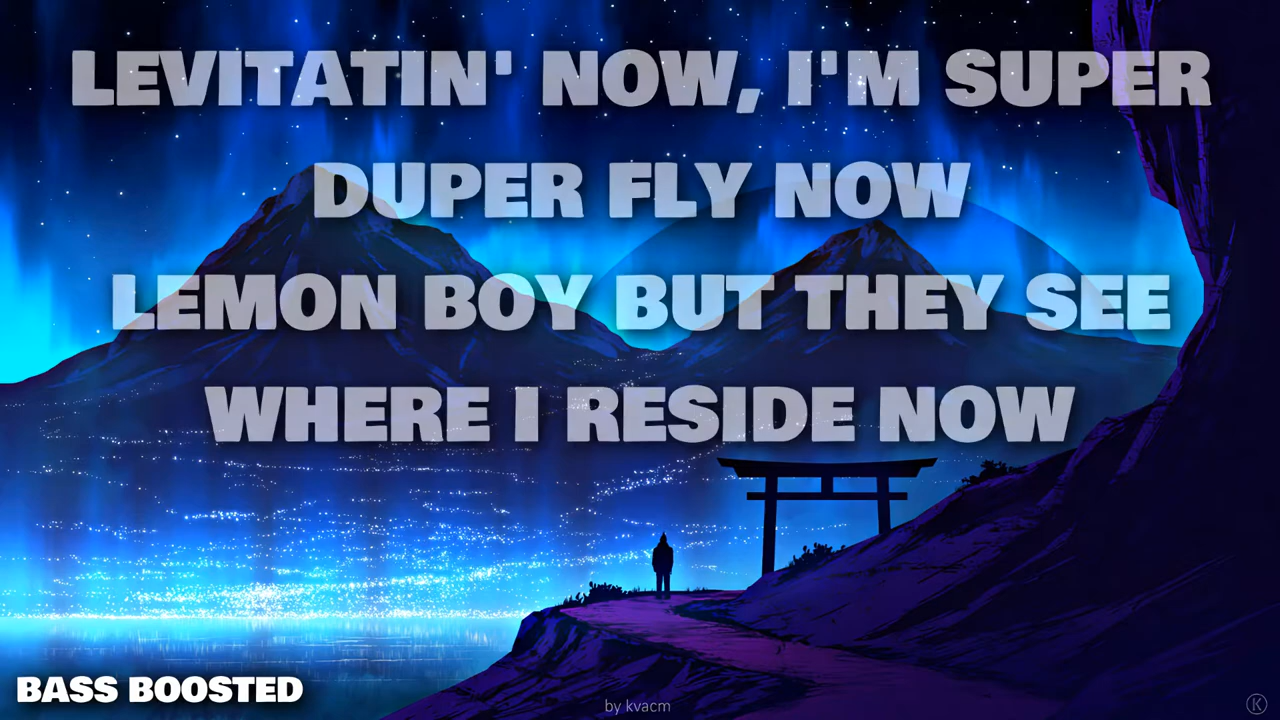 LEVITATIN' NOW, I'M SUPER
DUPER FLY NOW
LEMON BOY BUT THEY SEE
WHERE I RESIDE NOW
BASS BOOSTED
by kvacm
K